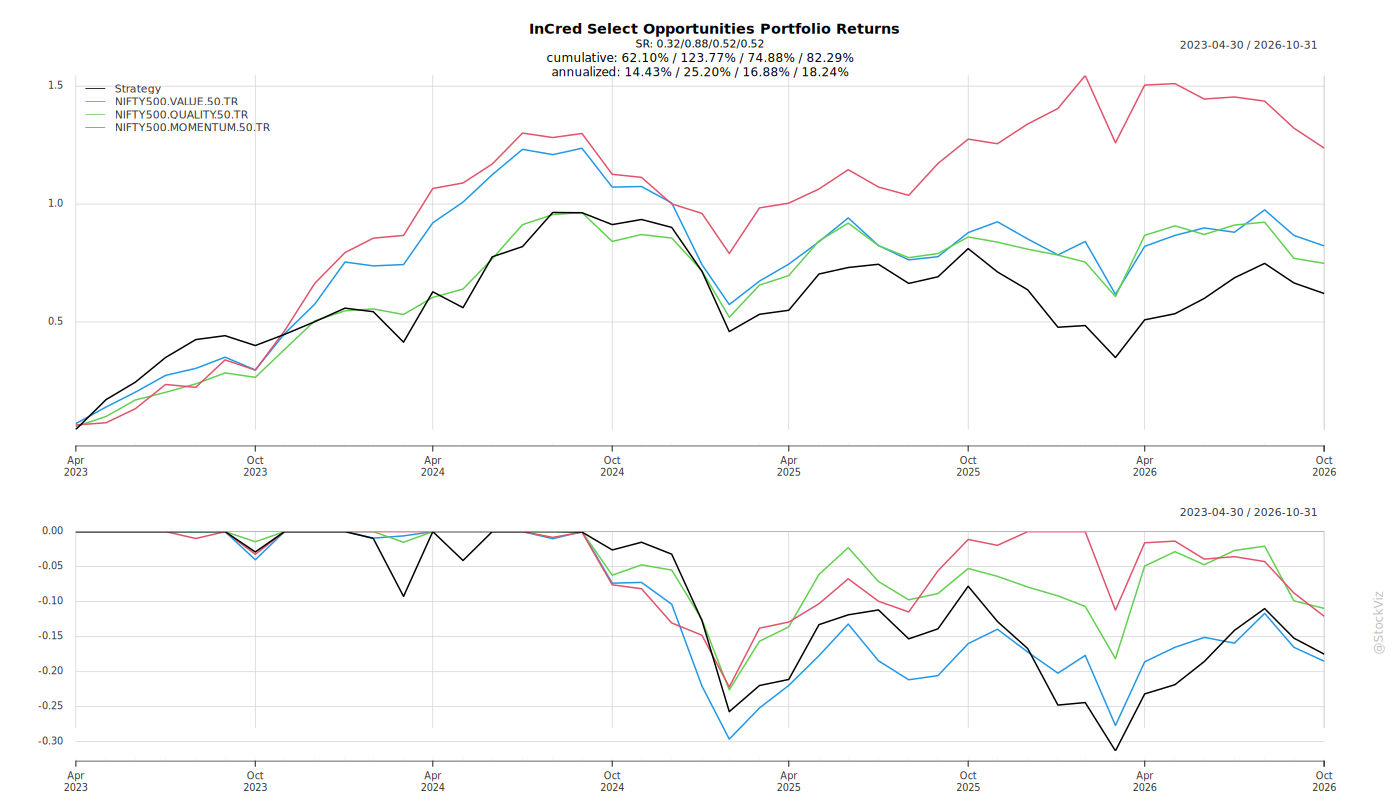 InCred Select Opportunities Portfolio Returns
SR: 0.32/0.88/0.52/0.52
cumulative: 62.10% / 123.77% / 74.88% / 82.29%
annualized: 14.43% / 25.20% / 16.88% / 18.24%
2023-04-30 / 2026-10-31
Strategy
NIFTY500.VALUE.50.TR
NIFTY500.QUALITY.50.TR
NIFTY500.MOMENTUM.50.TR
1.5
1.0
0.5
Apr Oct Apr Oct Apr Oct Apr Oct
2023 2023 2024 2024 2025 2025 2026 2026
2023-04-30 / 2026-10-31
0.00
-0.05
-0.10
-0.15
-0.20
-0.25
-0.30
Apr Oct Apr Oct Apr Oct Apr Oct
2023 2023 2024 2024 2025 2025 2026 2026
@StockViz